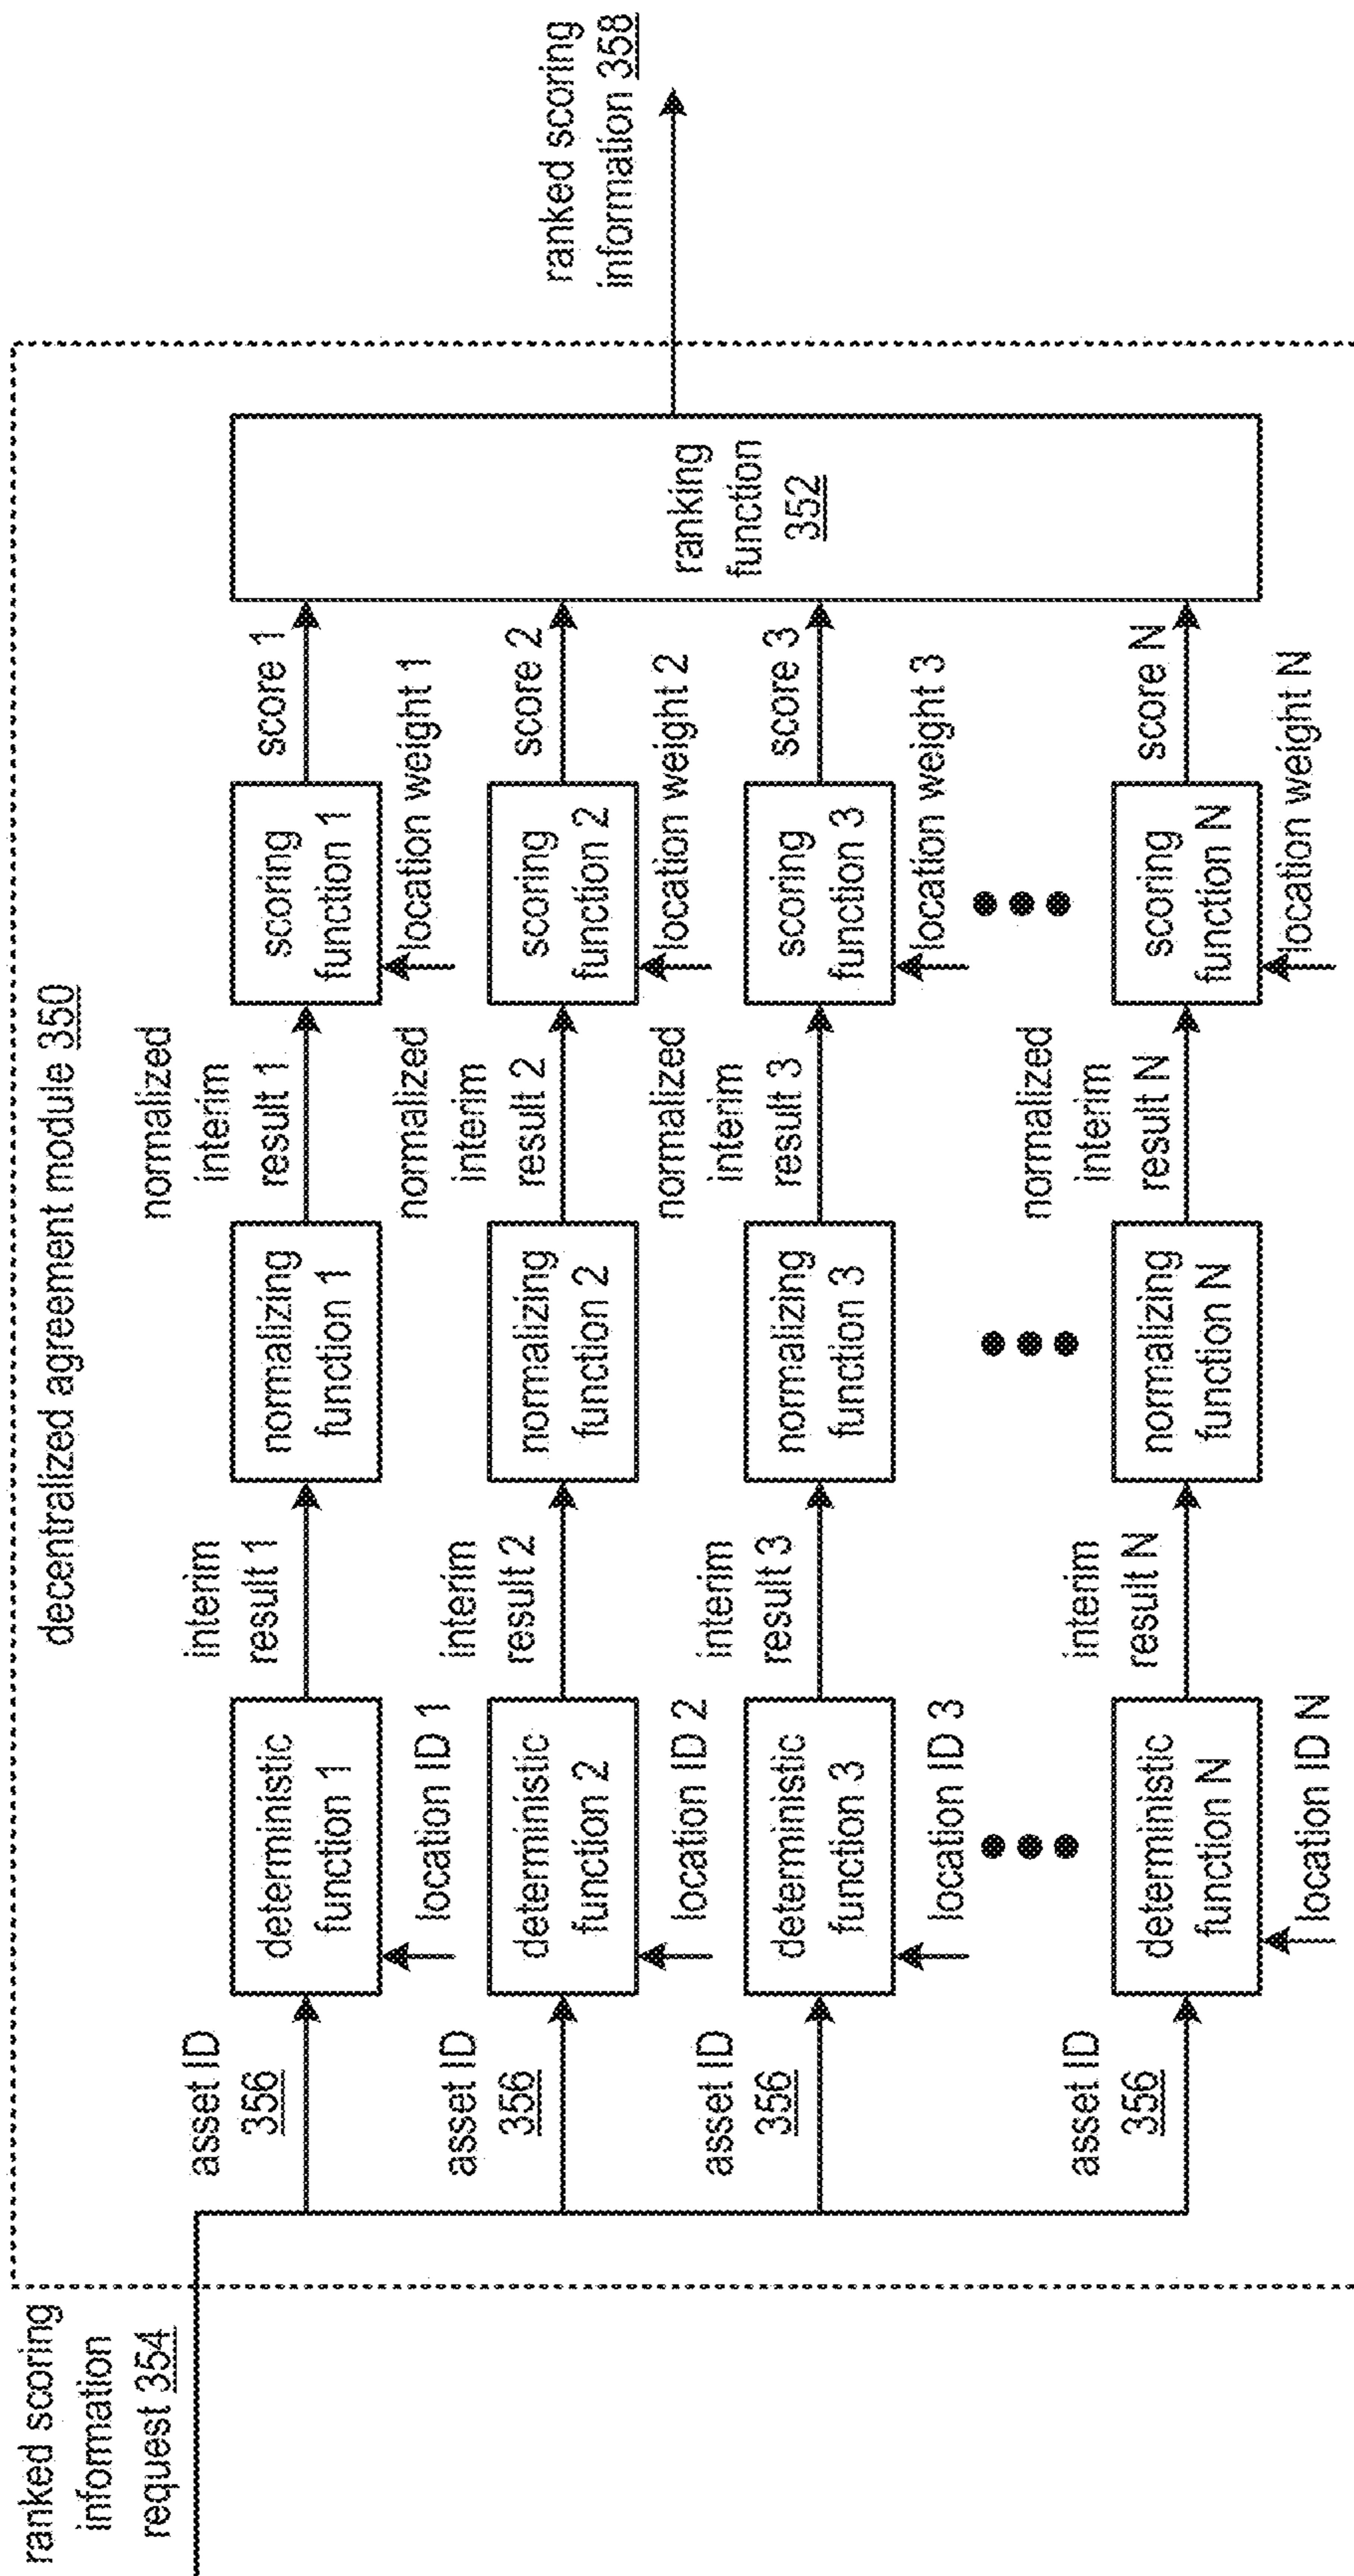 ranked scoring
information
request 354
decentralized agreement module 350
asset ID
356
deterministic
function 1
location ID 1
interim
result 1
normalizing
function 1
normalized
interim
result 1
scoring
function 1
location weight 1
score 1
asset ID
356
deterministic
function 2
location ID 2
interim
result 2
normalizing
function 2
normalized
interim
result 2
scoring
function 2
location weight 2
score 2
asset ID
356
deterministic
function 3
location ID 3
interim
result 3
normalizing
function 3
normalized
interim
result 3
scoring
function 3
location weight 3
score 3
asset ID
356
deterministic
function N
location ID N
interim
result N
normalizing
function N
normalized
interim
result N
scoring
function N
location weight N
score N
ranking
function
352
ranked scoring
information 358